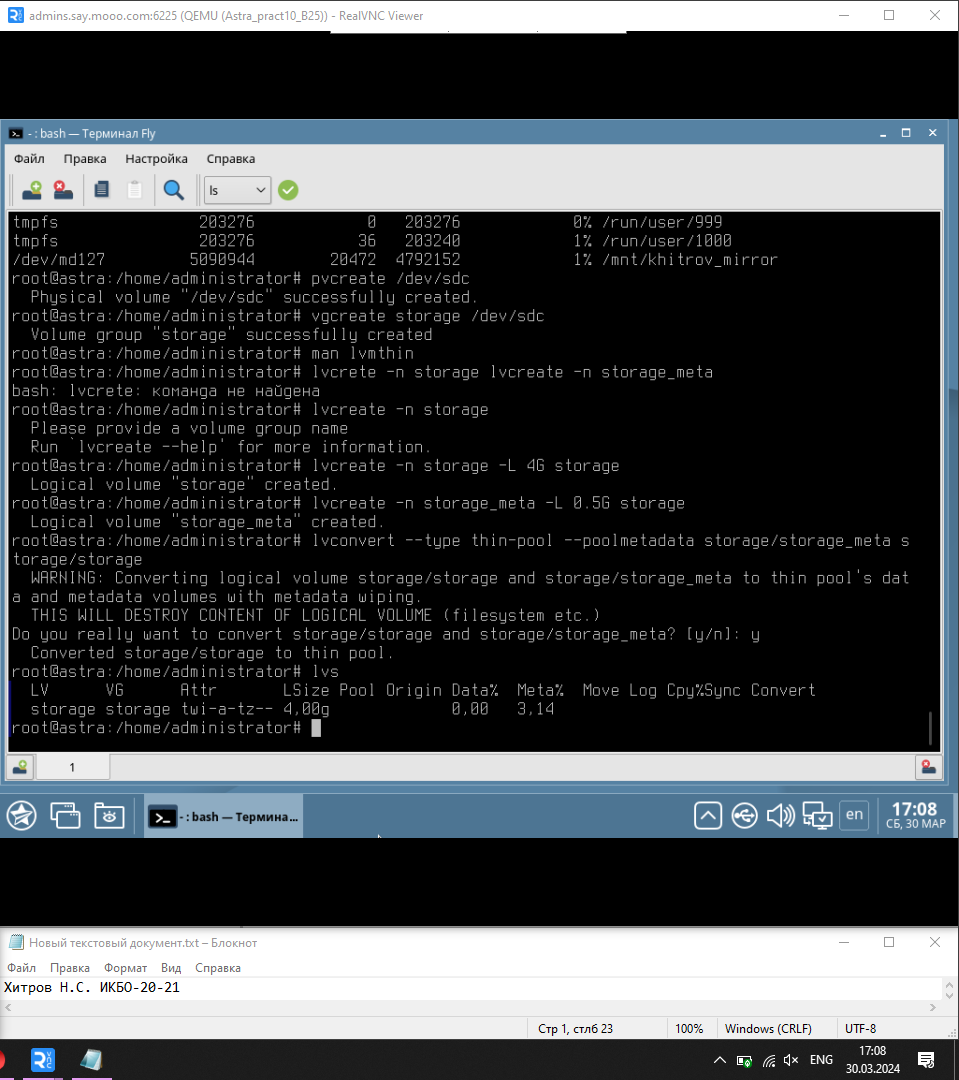 admins.say.mooo.com:6225 (QEMU (Astra_pract10_B25)) - RealVNC Viewer
- : bash — Терминал Fly
Файл Правка Настройка Справка
ls
tmpfs 203276 0 203276 0% /run/user/999
tmpfs 203276 36 203240 1% /run/user/1000
/dev/md127 5090944 20472 4792152 1% /mnt/khitrov_mirror
root@astra:/home/administrator# pvcreate /dev/sdc
Physical volume "/dev/sdc" successfully created.
root@astra:/home/administrator# vgcreate storage /dev/sdc
Volume group "storage" successfully created
root@astra:/home/administrator# man lvmthin
root@astra:/home/administrator# lvcrete -n storage lvcreate -n storage_meta
bash: lvcrete: команда не найдена
root@astra:/home/administrator# lvcreate -n storage
Please provide a volume group name
Run `lvcreate --help' for more information.
root@astra:/home/administrator# lvcreate -n storage -L 4G storage
Logical volume "storage" created.
root@astra:/home/administrator# lvcreate -n storage_meta -L 0.5G storage
Logical volume "storage_meta" created.
root@astra:/home/administrator# lvconvert --type thin-pool --poolmetadata storage/storage_meta s
torage/storage
WARNING: Converting logical volume storage/storage and storage/storage_meta to thin pool's dat
a and metadata volumes with metadata wiping.
THIS WILL DESTROY CONTENT OF LOGICAL VOLUME (filesystem etc.)
Do you really want to convert storage/storage and storage/storage_meta? [y/n]: y
Converted storage/storage to thin pool.
root@astra:/home/administrator# lvs
LV VG Attr LSize Pool Origin Data% Meta% Move Log Cpy%Sync Convert
storage storage twi-a-tz-- 4,00g 0,00 3,14
root@astra:/home/administrator#
1
- : bash — Термина...
en
17:08
СБ, 30 МАР
Новый текстовый документ.txt – Блокнот
Файл Правка Формат Вид Справка
Хитров Н.С. ИКБО-20-21
Стр 1, стлб 23 100% Windows (CRLF) UTF-8
ENG
17:08
30.03.2024